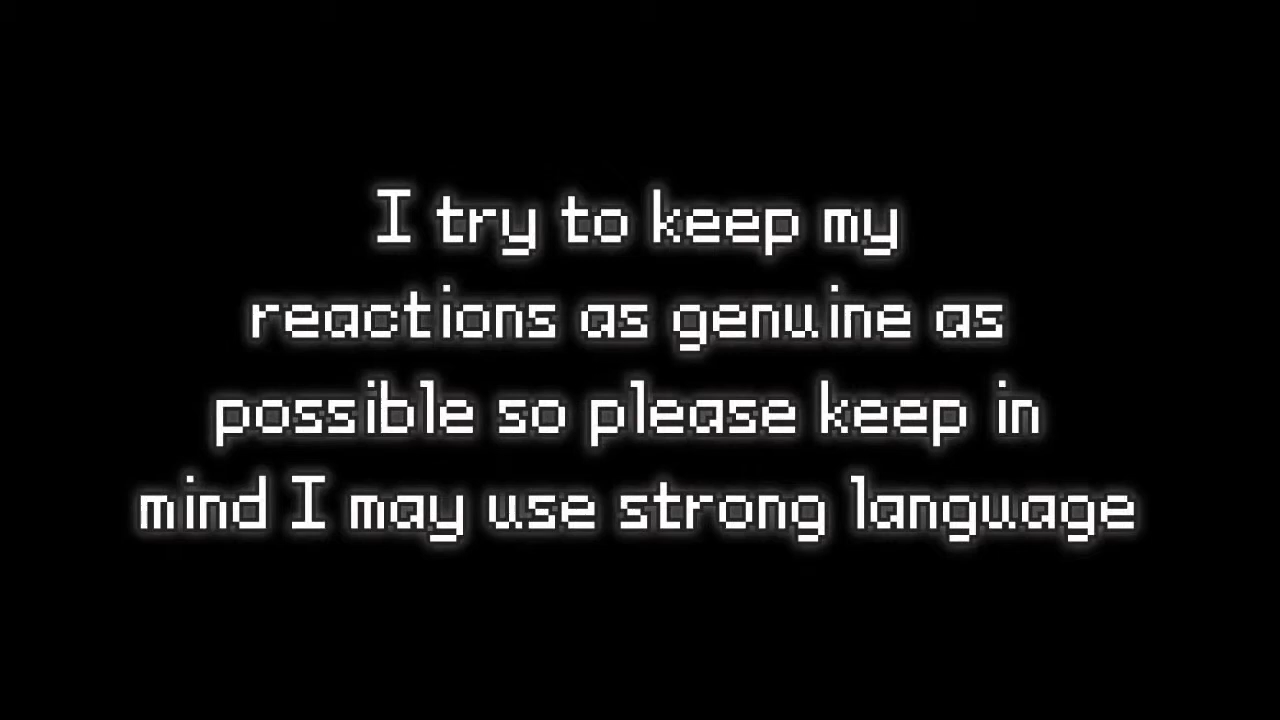 I try to keep my
reactions as genuine as
possible so please keep in
mind I may use strong language